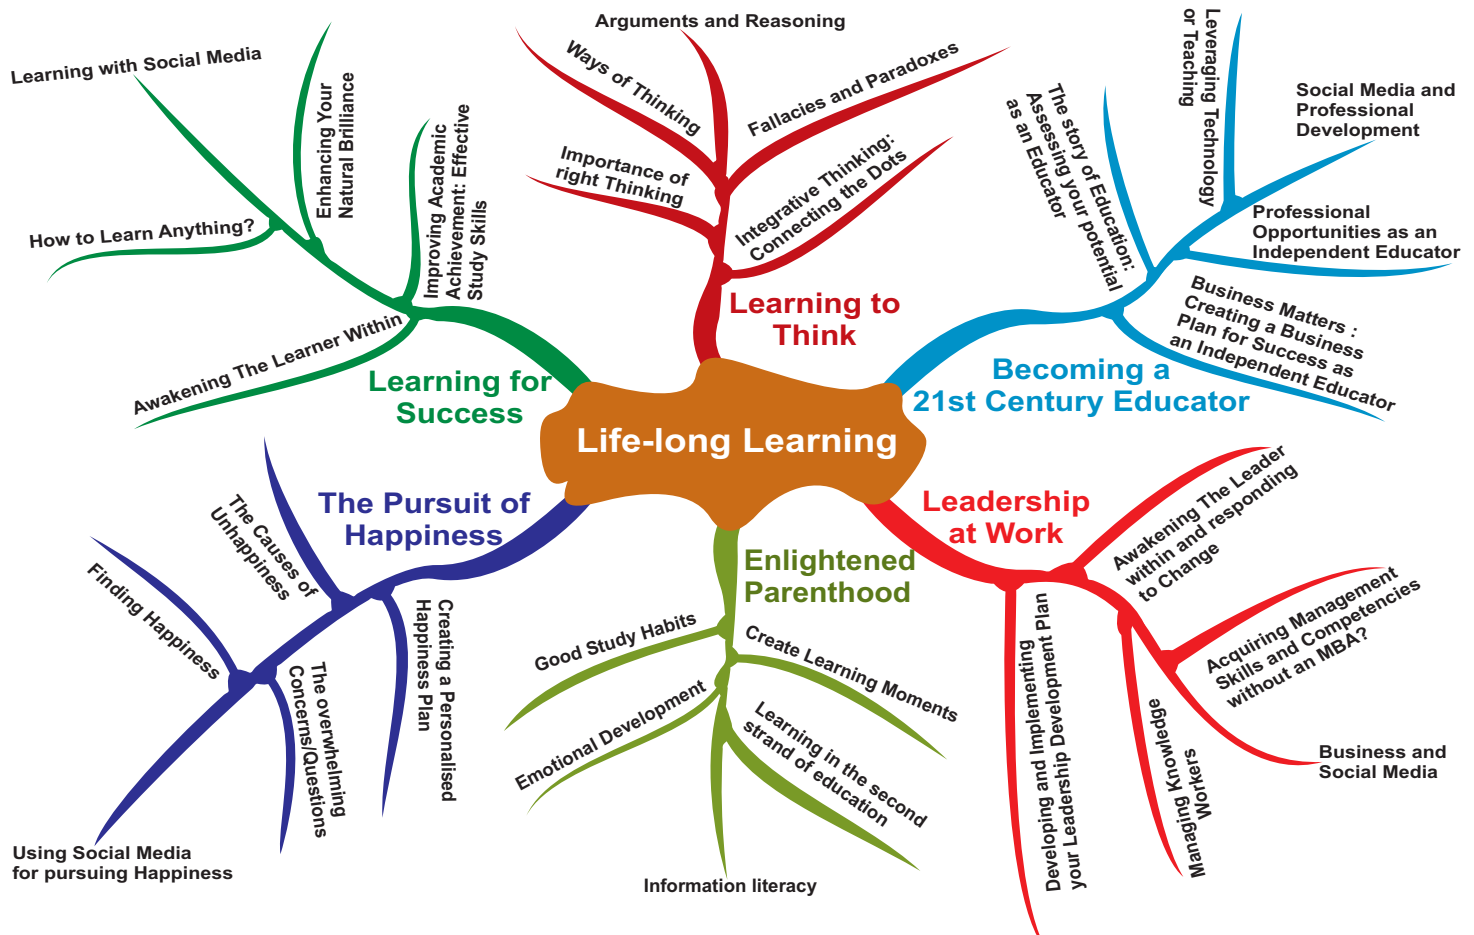 Learning with Social Media
Enhancing Your
Natural Brilliance
Improving Academic
Achievement: Effective
Study Skills
How to Learn Anything?
Awakening The Learner Within
Learning for
Success
Arguments and Reasoning
Ways of Thinking
Fallacies and Paradoxes
Importance of
right Thinking
Integrative Thinking:
Connecting the Dots
Learning to
Think
Leveraging Technology
or Teaching
The story of Education:
Assessing your potential
as an Educator
Social Media and
Professional
Development
Professional
Opportunities as an
Independent Educator
Business Matters :
Creating a Business
Plan for Success as
an Independent Educator
Becoming a
21st Century Educator
Life-long Learning
The Pursuit of
Happiness
The Causes of
Unhappiness
Finding Happiness
Creating a Personalised
Happiness Plan
The overwhelming
Concerns/Questions
Using Social Media
for pursuing Happiness
Enlightened
Parenthood
Good Study Habits
Create Learning Moments
Emotional Development
Learning in the second
strand of education
Information literacy
Leadership
at Work
Awakening The Leader
within and responding
to Change
Acquiring Management
Skills and Competencies
without an MBA?
Developing and Implementing
your Leadership Development Plan
Managing Knowledge
Workers
Business and
Social Media